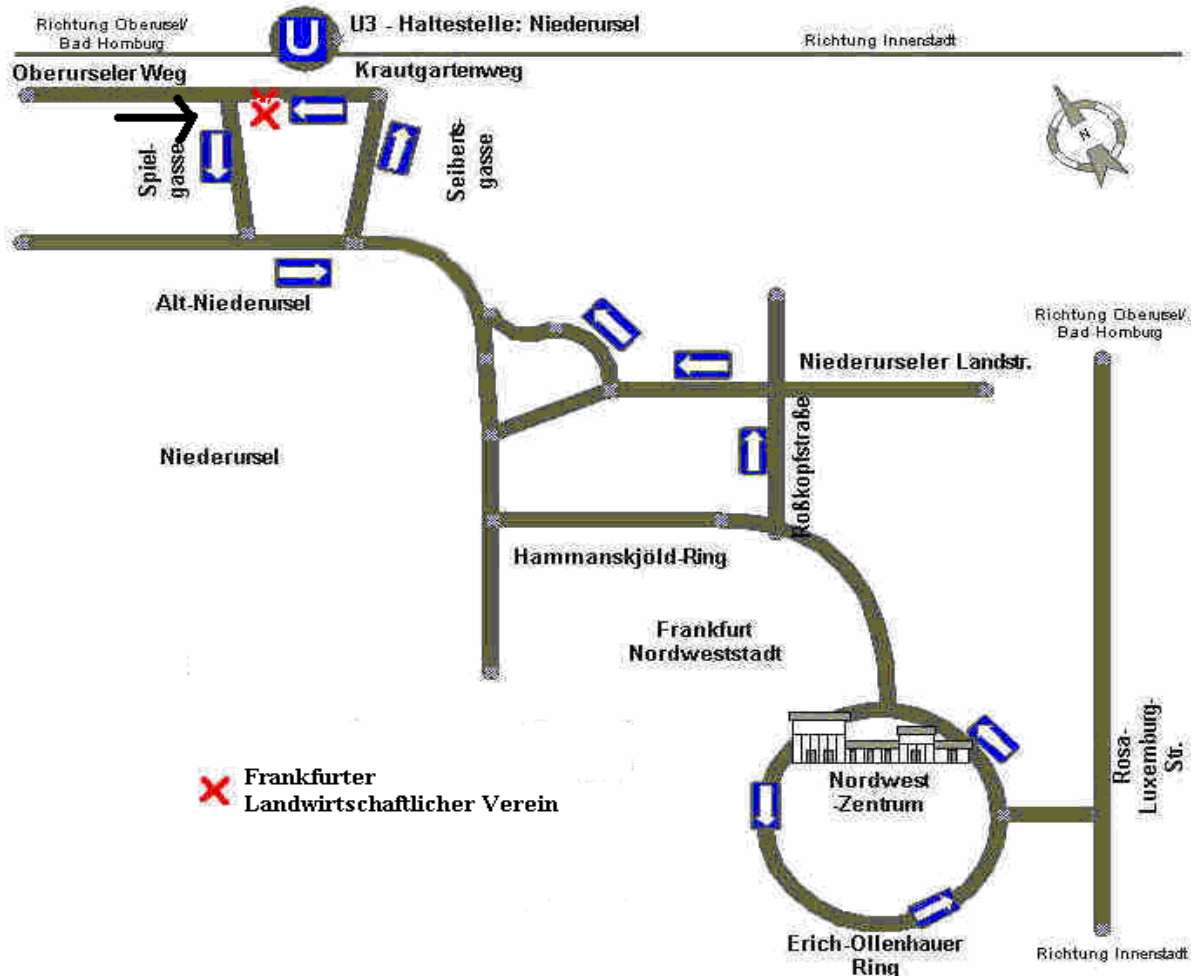 Richtung Oberursel/
Bad Homburg
U
U3 - Haltestelle: Niederursel
Richtung Innenstadt
Oberurseler Weg
Krautgartenweg
Spiel-
gasse
Seiberts-
gasse
N
Alt-Niederursel
Richtung Oberursel/
Bad Homburg
Niederurseler Landstr.
Roßkopfstraße
Niederursel
Hammanskjöld-Ring
Frankfurt
Nordweststadt
Rosa-
Luxemburg-
Str.
Frankfurter
Landwirtschaftlicher Verein
Nordwest
-Zentrum
Erich-Ollenhauer
Ring
Richtung Innenstadt